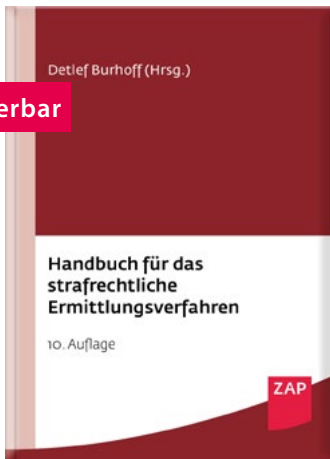 Detlef Burhoff (Hrsg.)
erbar
Handbuch für das
strafrechtliche
Ermittlungsverfahren
10. Auflage
ZAP